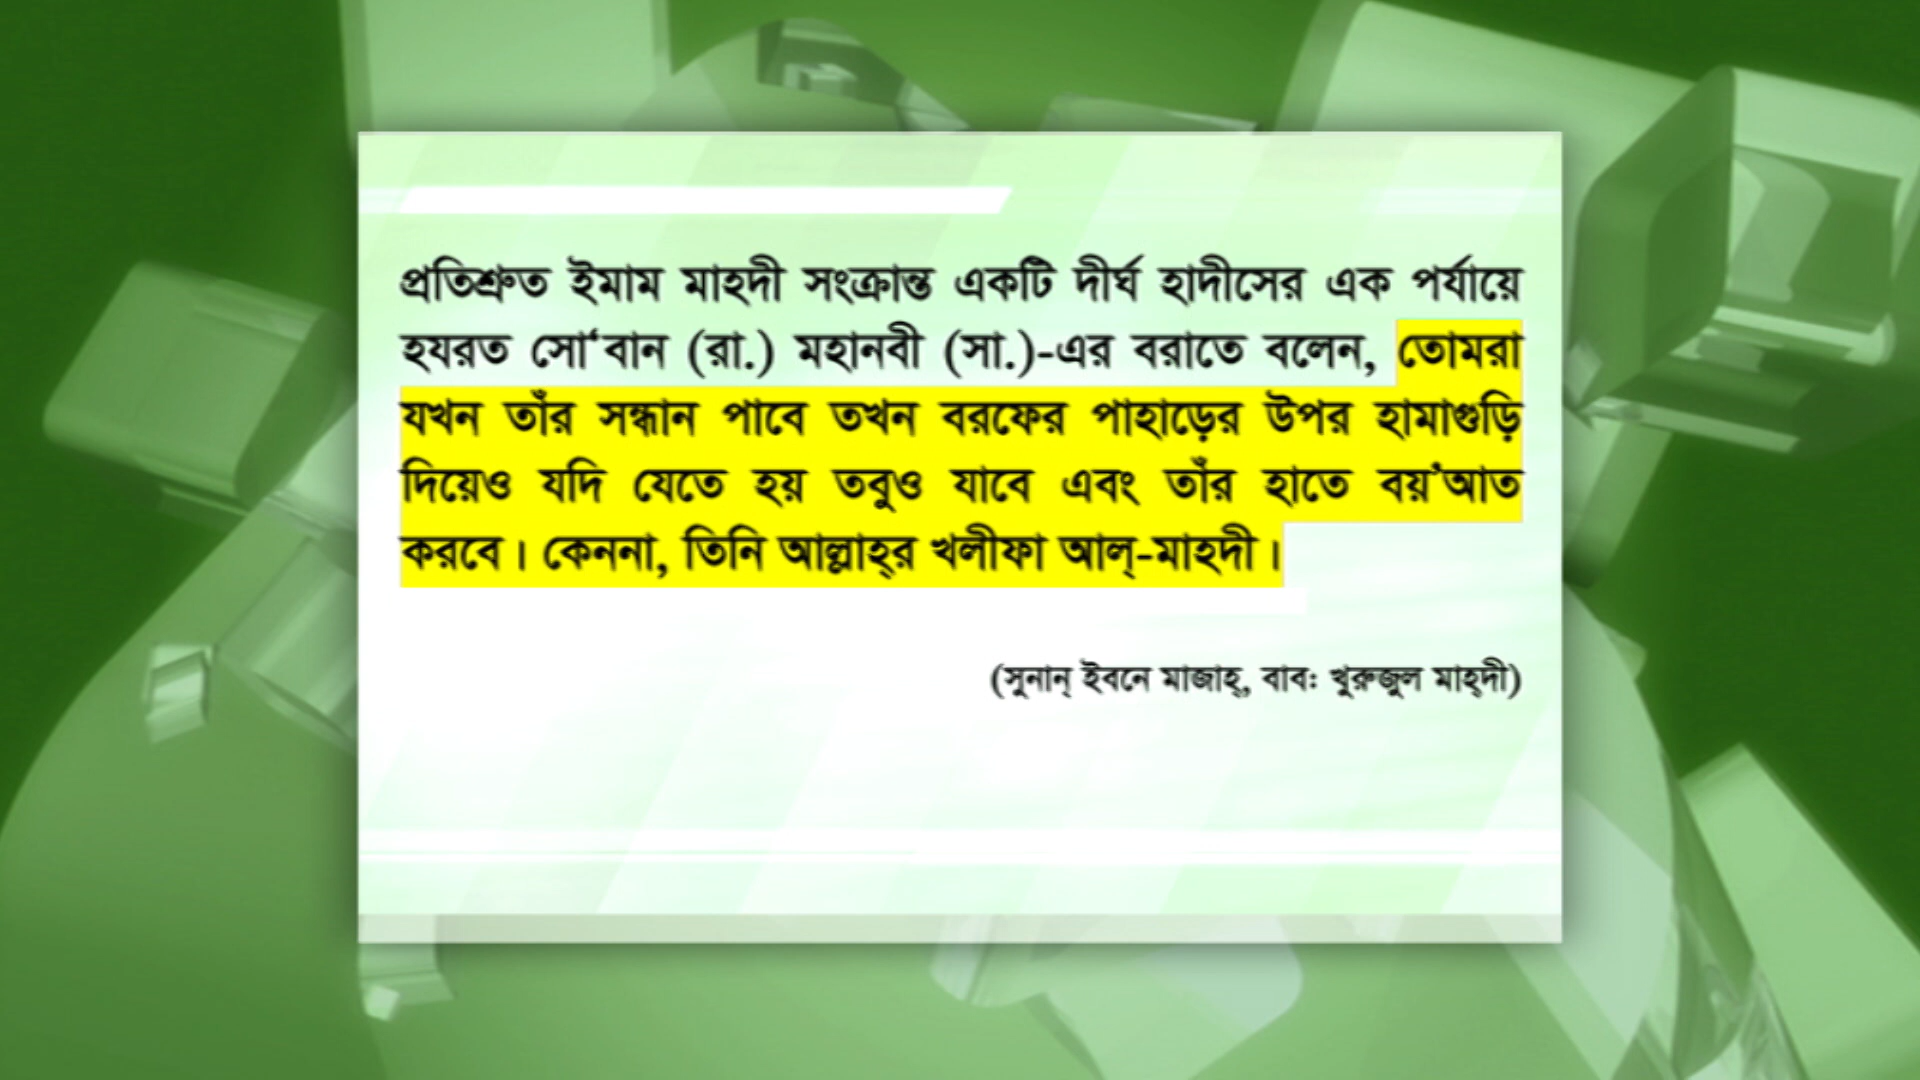 প্রতিশ্রুত ইমাম মাহদী সংক্রান্ত একটি দীর্ঘ হাদীসের এক পর্যায়ে
হযরত সো‘বান (রা.) মহানবী (সা.)-এর বরাতে বলেন, তোমরা
যখন তাঁর সন্ধান পাবে তখন বরফের পাহাড়ের উপর হামাগুড়ি
দিয়েও যদি যেতে হয় তবুও যাবে এবং তাঁর হাতে বয়’আত
করবে। কেননা, তিনি আল্লাহ্‌র খলীফা আল্‌-মাহদী।
(সুনান্ ইবনে মাজাহ্, বাবঃ খুরুজুল মাহ্‌দী)